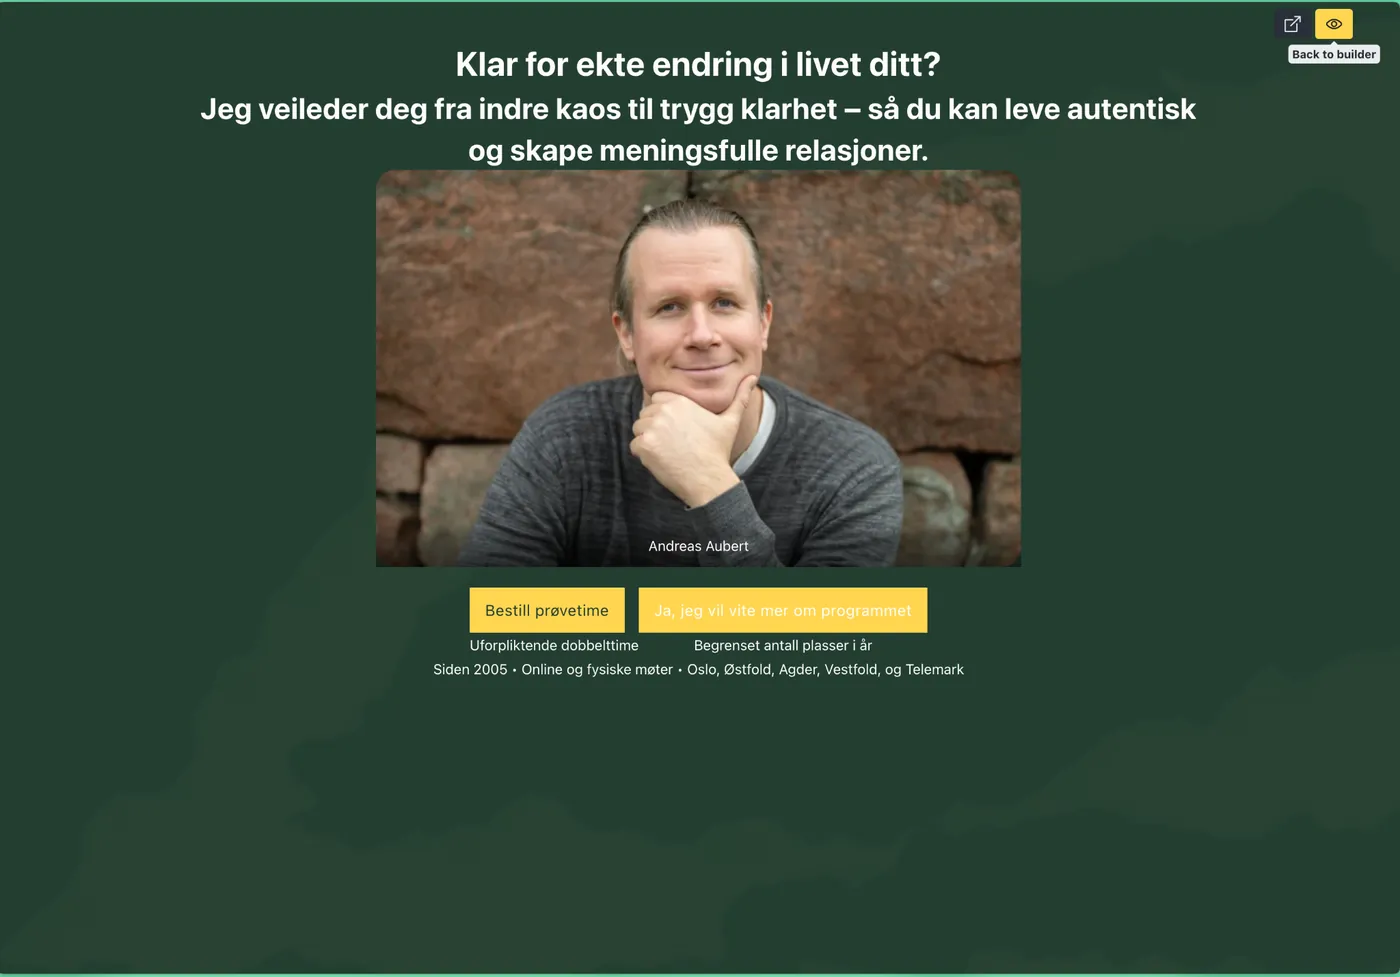 Back to builder
Klar for ekte endring i livet ditt?
Jeg veileder deg fra indre kaos til trygg klarhet – så du kan leve autentisk
og skape meningsfulle relasjoner.
Andreas Aubert
Bestill prøvetime
Ja, jeg vil vite mer om programmet
Uforpliktende dobbelttime
Begrenset antall plasser i år
Siden 2005 • Online og fysiske møter • Oslo, Østfold, Agder, Vestfold, og Telemark